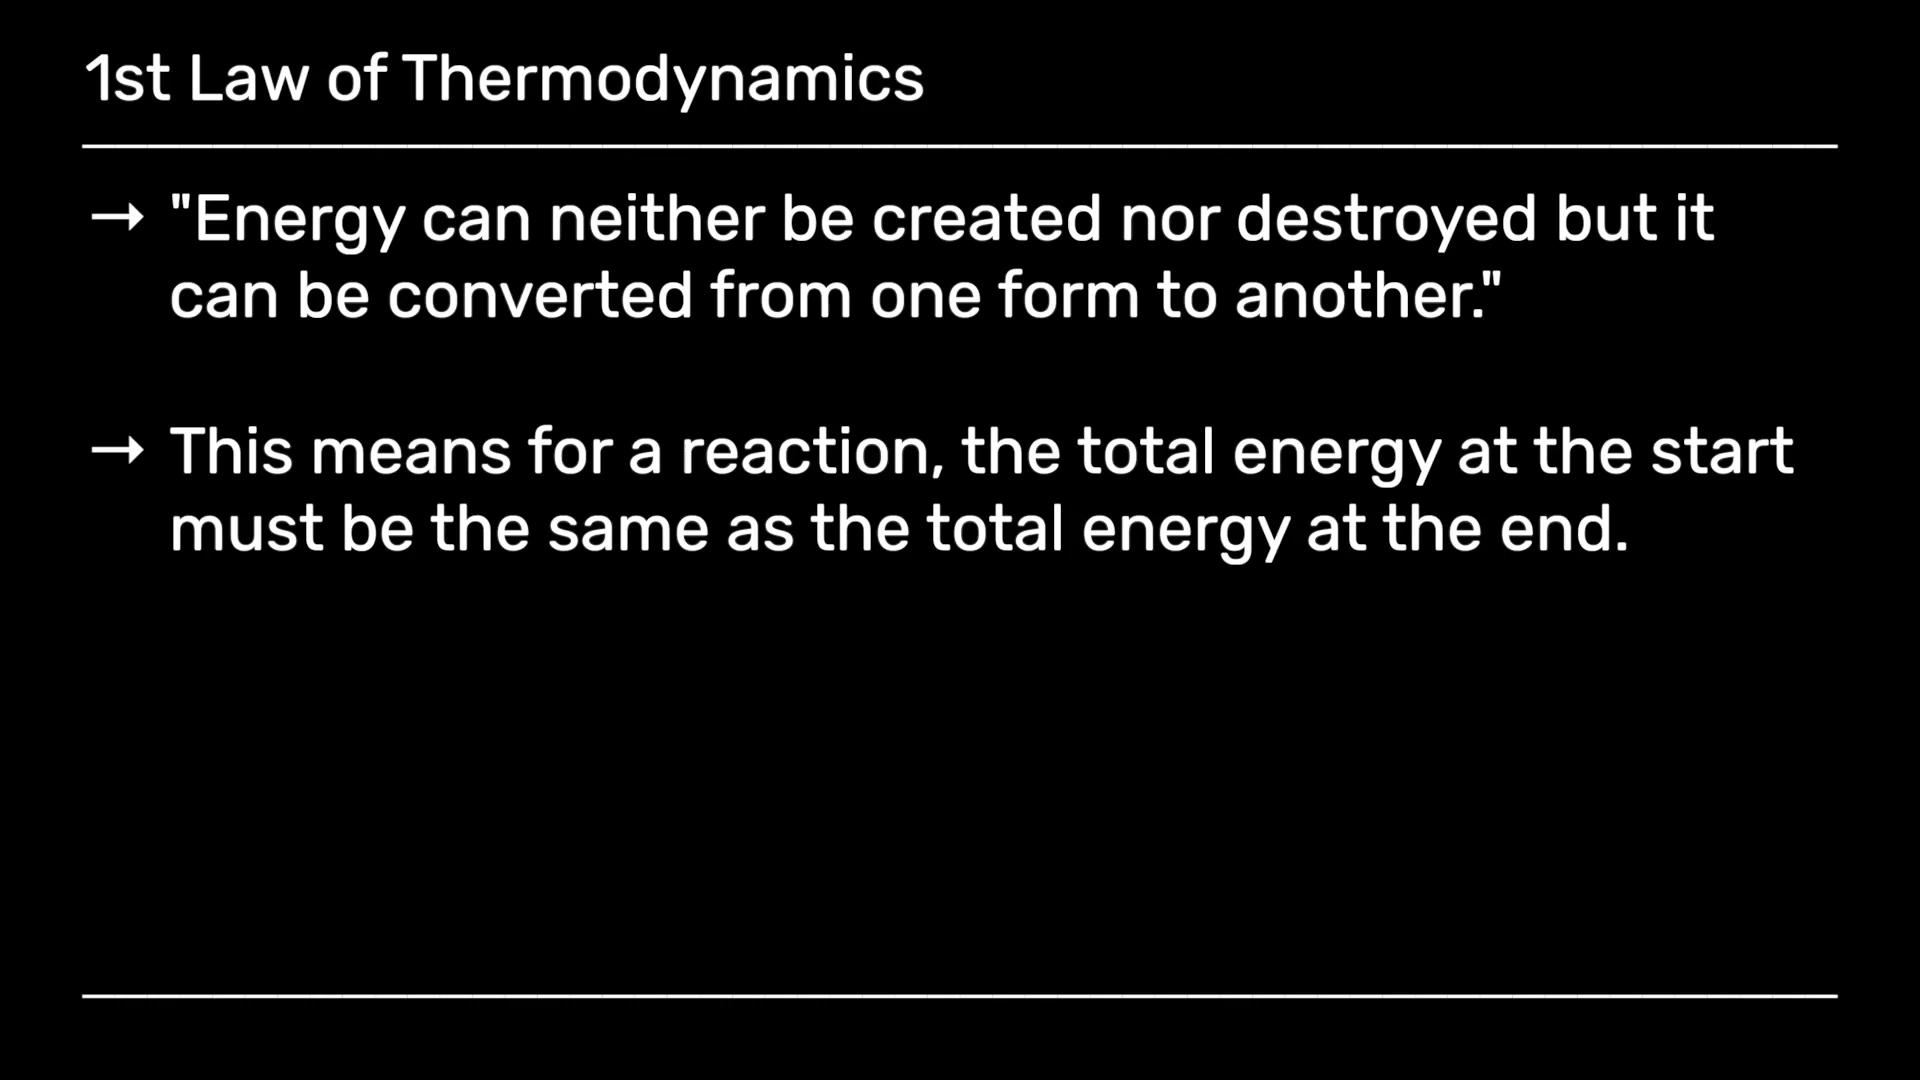 1st Law of Thermodynamics
→ "Energy can neither be created nor destroyed but it
can be converted from one form to another."
→ This means for a reaction, the total energy at the start
must be the same as the total energy at the end.